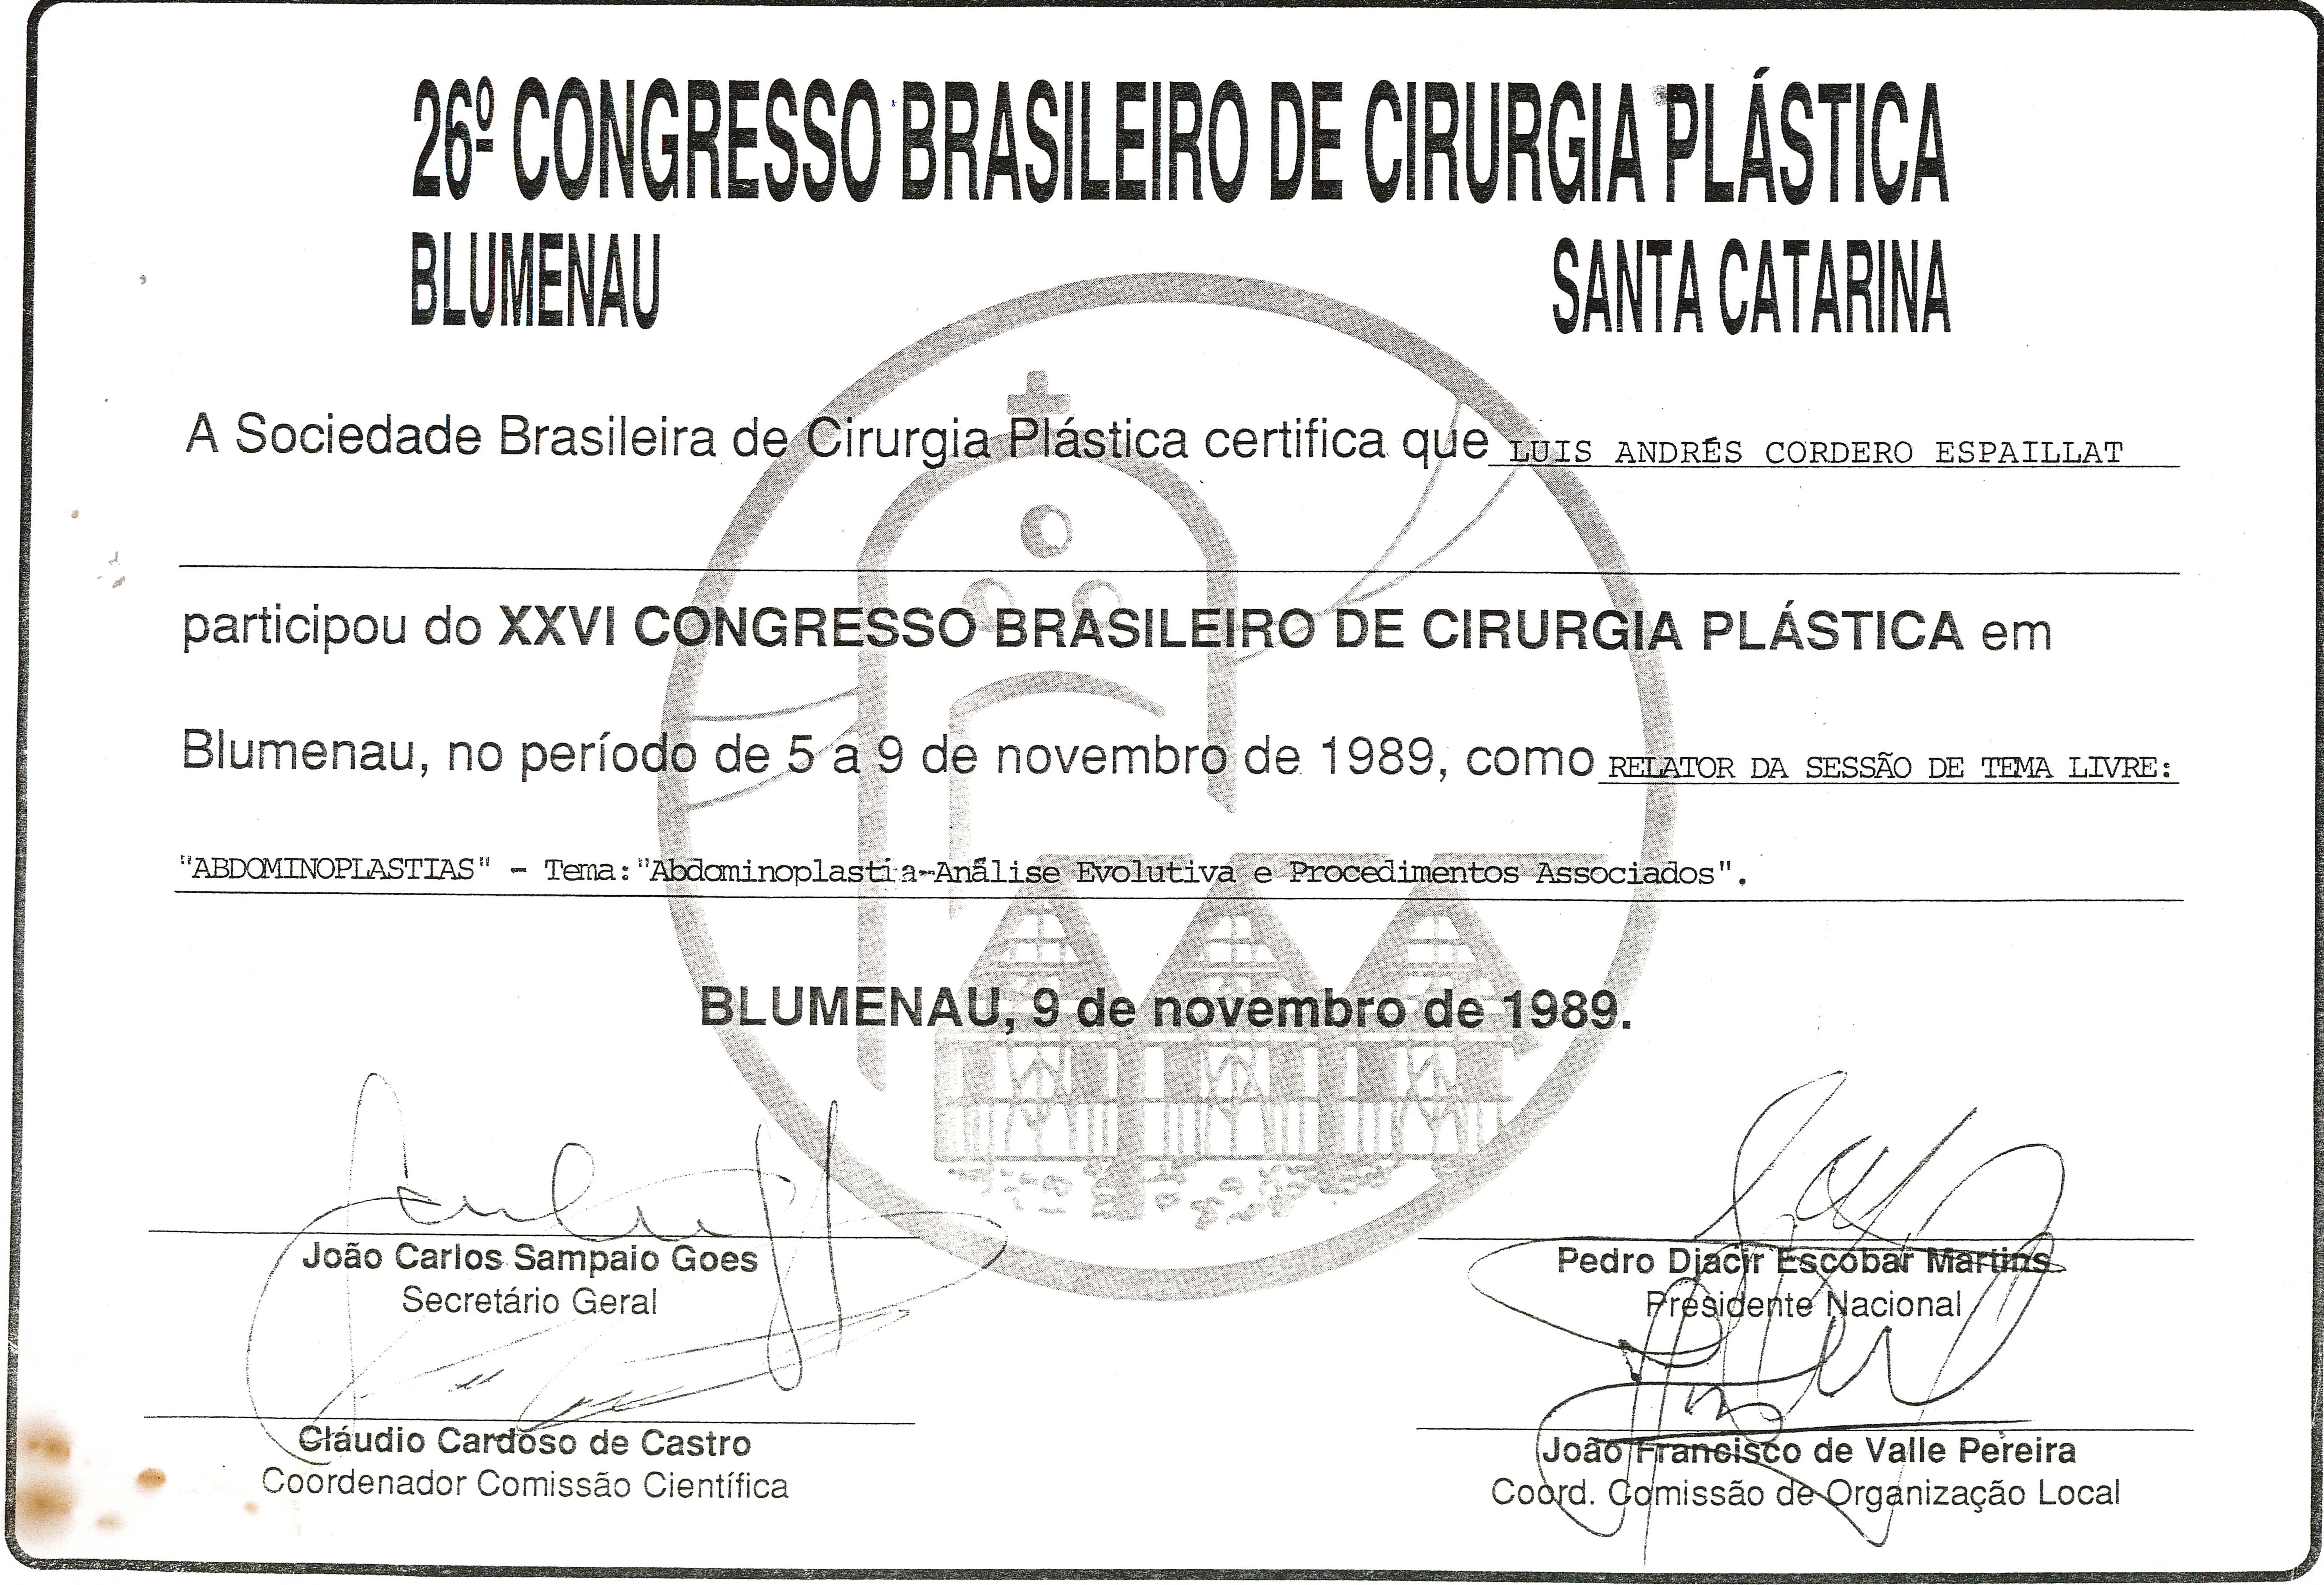 26º CONGRESSO BRASILEIRO DE CIRURGIA PLÁSTICA
BLUMENAU SANTA CATARINA
A Sociedade Brasileira de Cirurgia Plástica certifica que LUIS ANDRÉS CORDERO ESPAILLAT
participou do XXVI CONGRESSO BRASILEIRO DE CIRURGIA PLÁSTICA em
Blumenau, no período de 5 a 9 de novembro de 1989, como RELATOR DA SESSÃO DE TEMA LIVRE:
"ABDOMINOPLASTIAS" - Tema:"Abdominoplastia-Análise Evolutiva e Procedimentos Associados".
BLUMENAU, 9 de novembro de 1989.
João Carlos Sampaio Goes
Secretário Geral
Pedro Djacir Escobar Martins
Presidente Nacional
Cláudio Cardoso de Castro
Coordenador Comissão Científica
João Francisco de Valle Pereira
Coord. Comissão de Organização Local